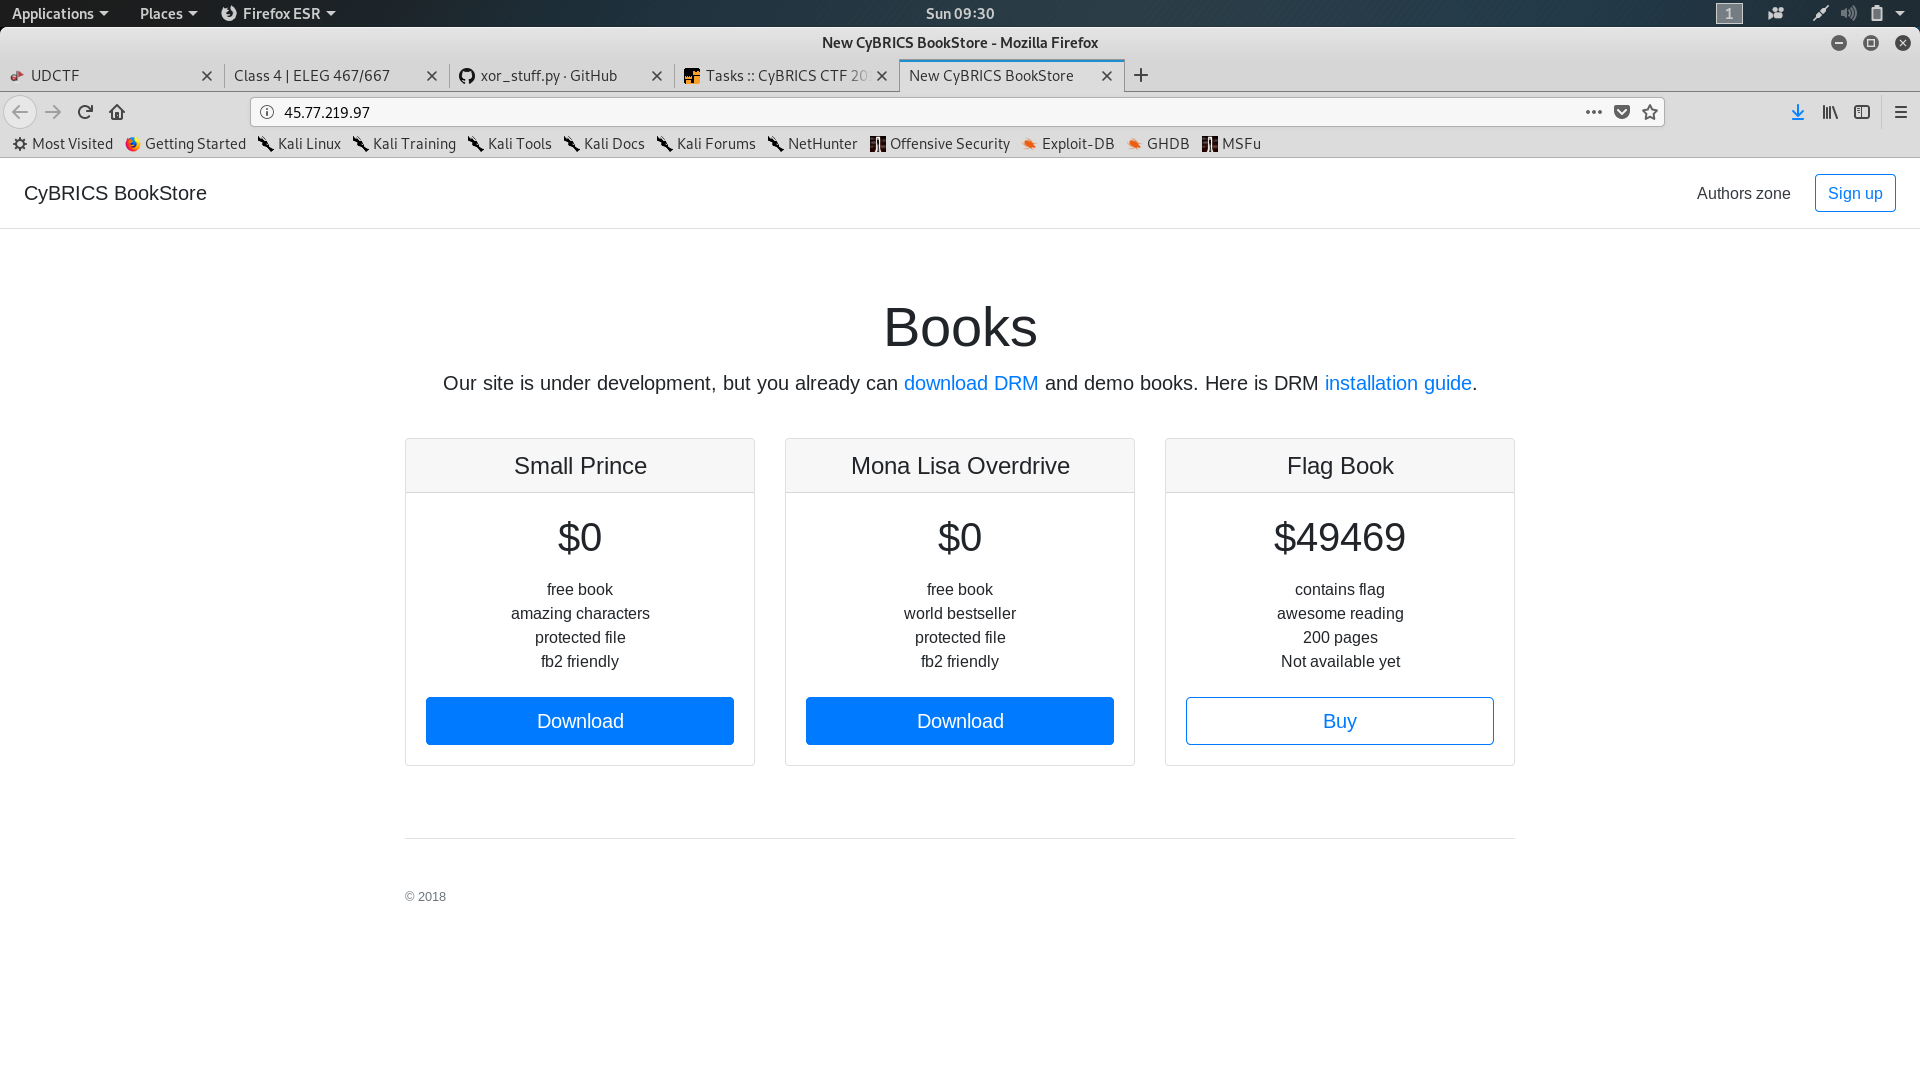 Applications Places Firefox ESR Sun 09:30 1
New CyBRICS BookStore - Mozilla Firefox
UDCTF Class 4 | ELEG 467/667 xor_stuff.py · GitHub Tasks :: CyBRICS CTF 20 New CyBRICS BookStore
45.77.219.97
Most Visited Getting Started Kali Linux Kali Training Kali Tools Kali Docs Kali Forums NetHunter Offensive Security Exploit-DB GHDB MSFu
CyBRICS BookStore Authors zone Sign up
Books
Our site is under development, but you already can download DRM and demo books. Here is DRM installation guide.
Small Prince
$0
free book
amazing characters
protected file
fb2 friendly
Download
Mona Lisa Overdrive
$0
free book
world bestseller
protected file
fb2 friendly
Download
Flag Book
$49469
contains flag
awesome reading
200 pages
Not available yet
Buy
© 2018